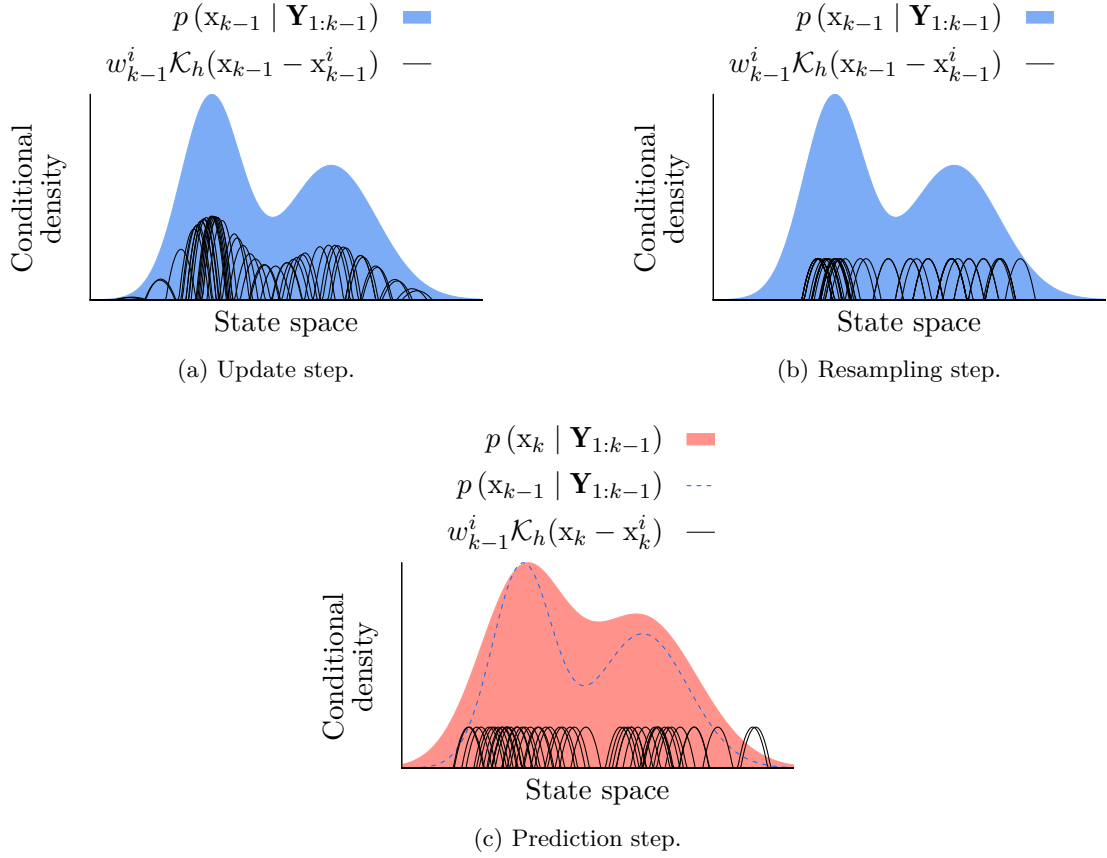 p (x_{k−1} | Y_{1:k−1})
w^i_{k−1} K_h(x_{k−1} − x^i_{k−1})
Conditional
density
State space
(a) Update step.
p (x_{k−1} | Y_{1:k−1})
w^i_{k−1} K_h(x_{k−1} − x^i_{k−1})
Conditional
density
State space
(b) Resampling step.
p (x_k | Y_{1:k−1})
p (x_{k−1} | Y_{1:k−1})
w^i_{k−1} K_h(x_k − x^i_k)
Conditional
density
State space
(c) Prediction step.